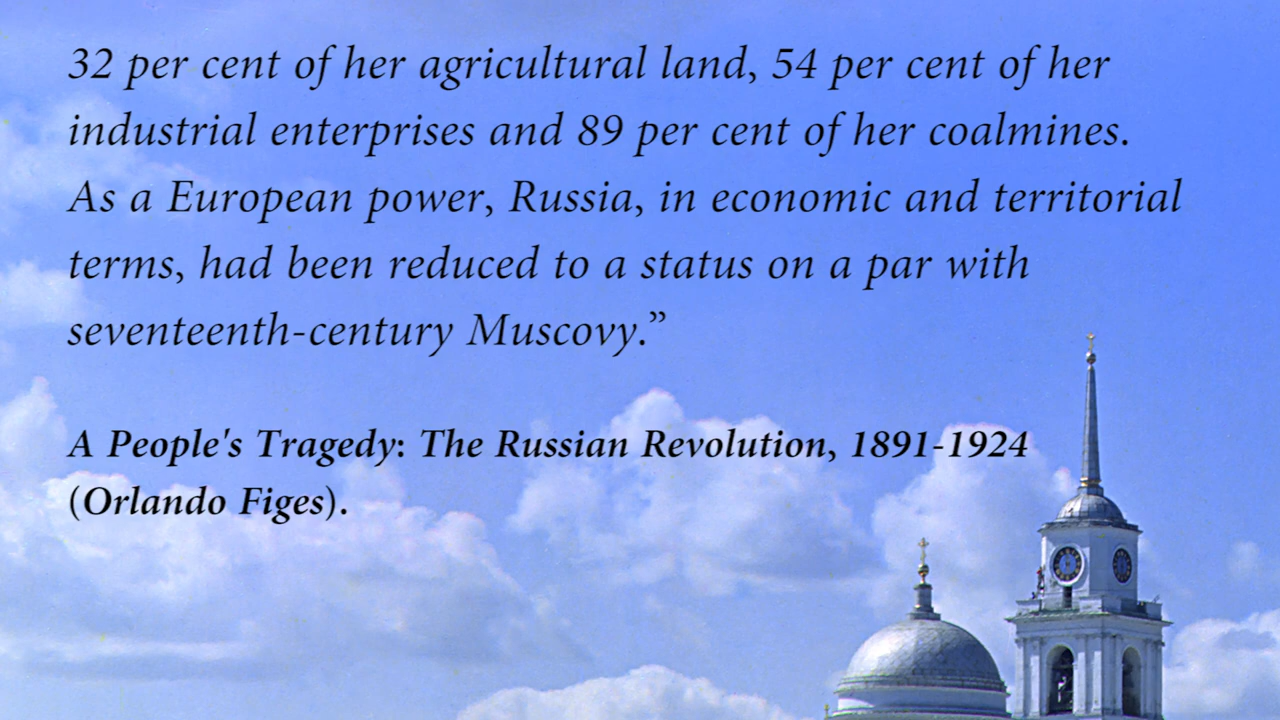 32 per cent of her agricultural land, 54 per cent of her
industrial enterprises and 89 per cent of her coalmines.
As a European power, Russia, in economic and territorial
terms, had been reduced to a status on a par with
seventeenth-century Muscovy.”
A People's Tragedy: The Russian Revolution, 1891-1924
(Orlando Figes).